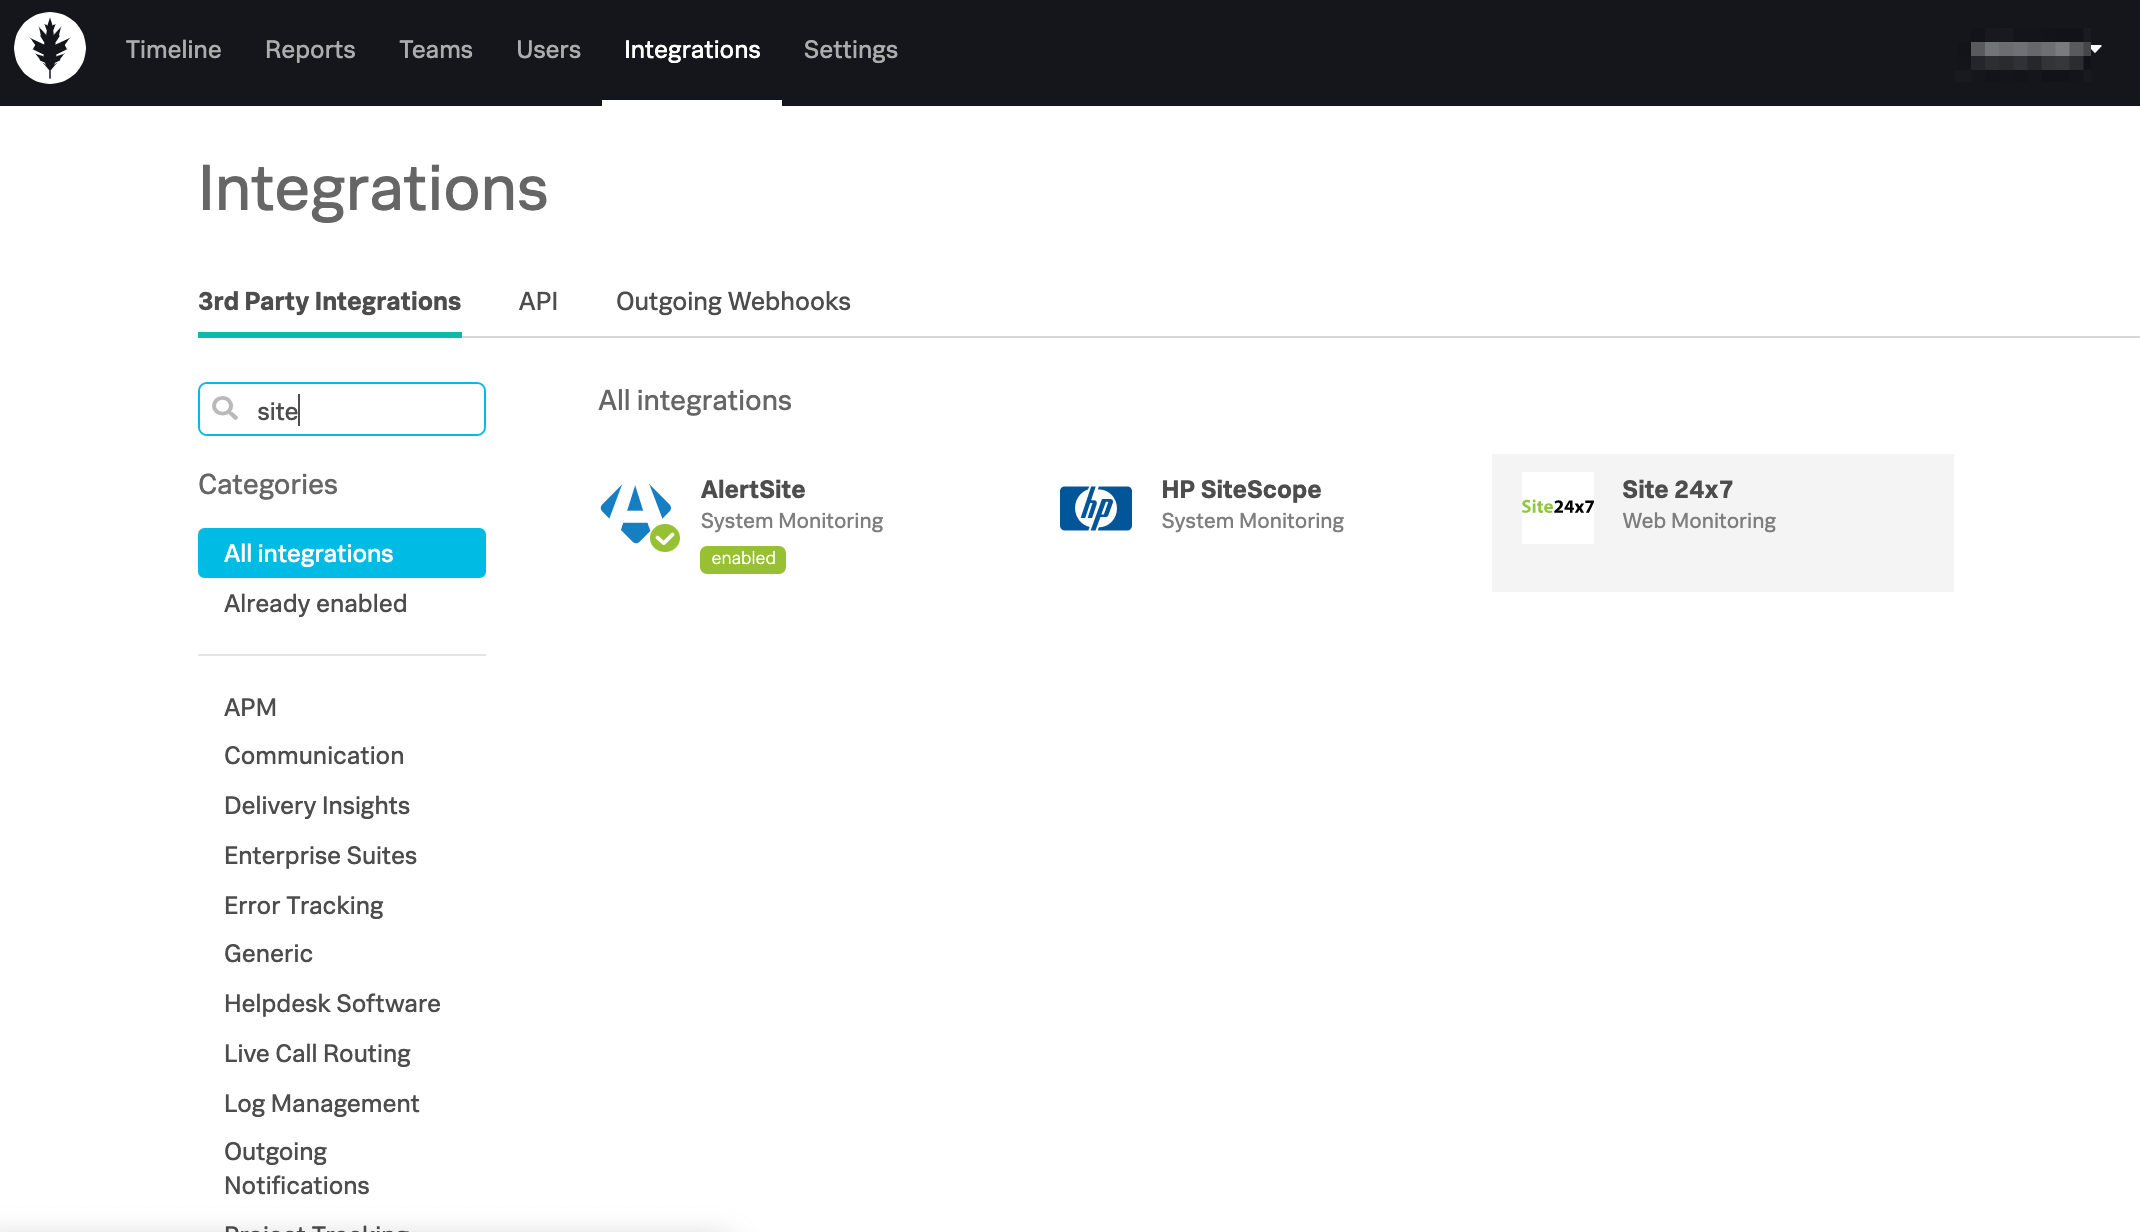 Timeline Reports Teams Users Integrations Settings
Integrations
3rd Party Integrations API Outgoing Webhooks
site
All integrations
Categories
All integrations
Already enabled
APM
Communication
Delivery Insights
Enterprise Suites
Error Tracking
Generic
Helpdesk Software
Live Call Routing
Log Management
Outgoing
Notifications
Project Tracking
AlertSite
System Monitoring
enabled
hp
HP SiteScope
System Monitoring
Site24x7
Site 24x7
Web Monitoring